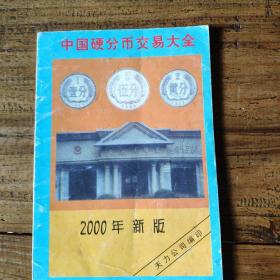 中国硬分币交易大全
壹分
伍分
贰分
2000年 新版
天力公司编印